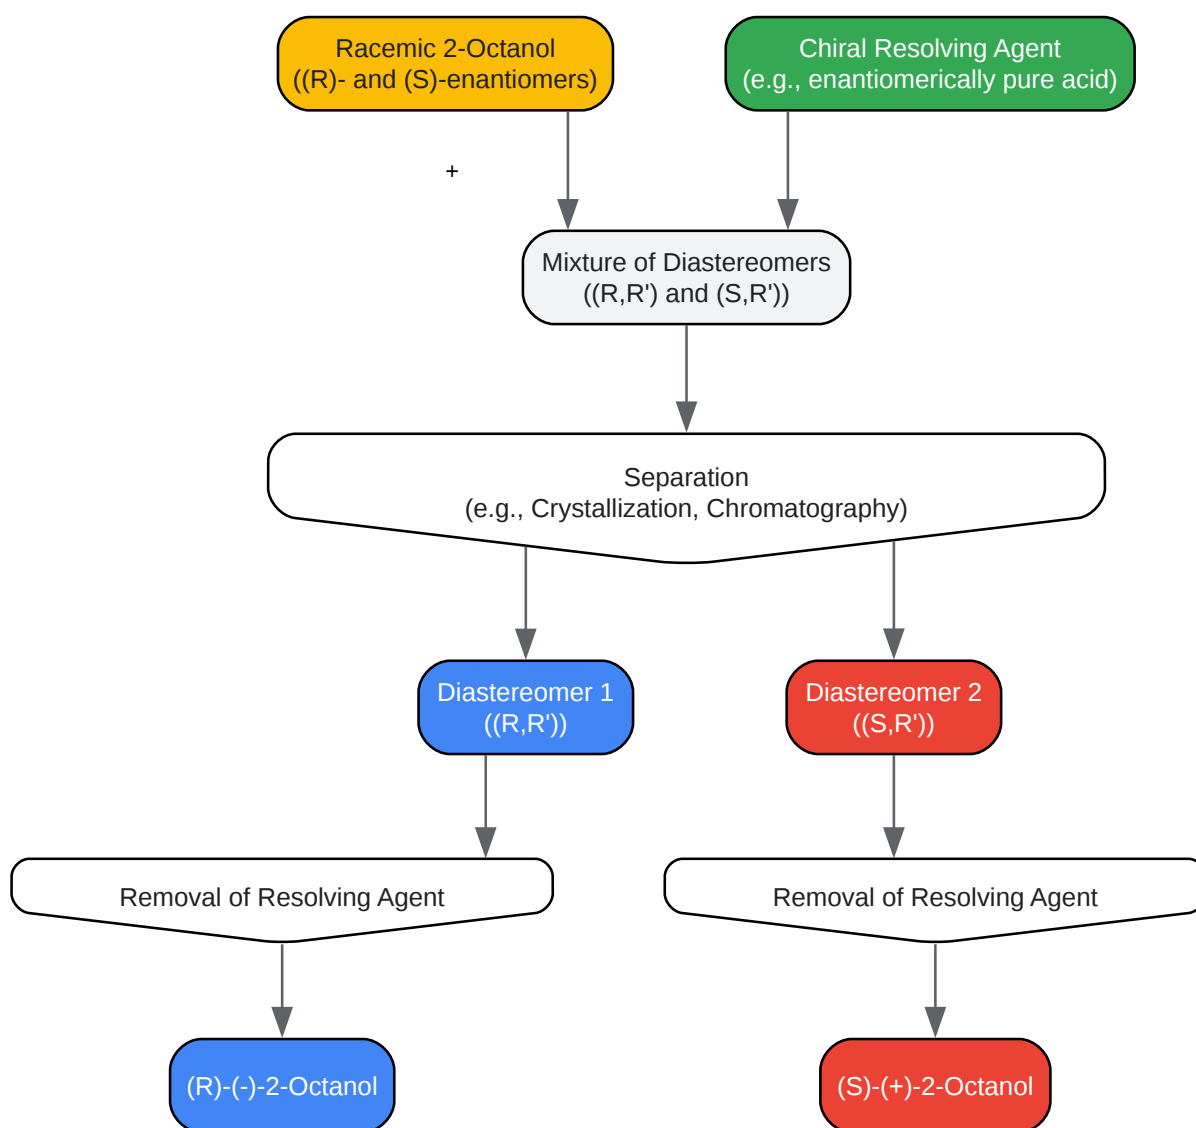 Racemic 2-Octanol
((R)- and (S)-enantiomers)
Chiral Resolving Agent
(e.g., enantiomerically pure acid)
+
Mixture of Diastereomers
((R,R') and (S,R'))
Separation
(e.g., Crystallization, Chromatography)
Diastereomer 1
((R,R'))
Diastereomer 2
((S,R'))
Removal of Resolving Agent
Removal of Resolving Agent
(R)-(-)-2-Octanol
(S)-(+)-2-Octanol